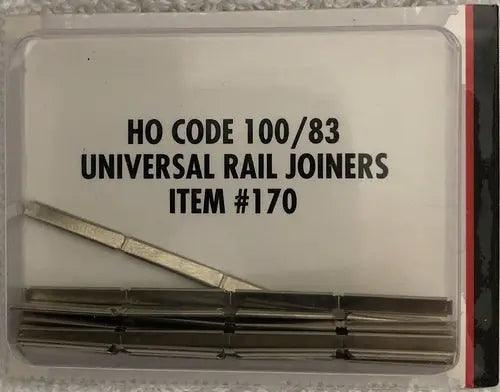 HO CODE 100/83
UNIVERSAL RAIL JOINERS
ITEM #170